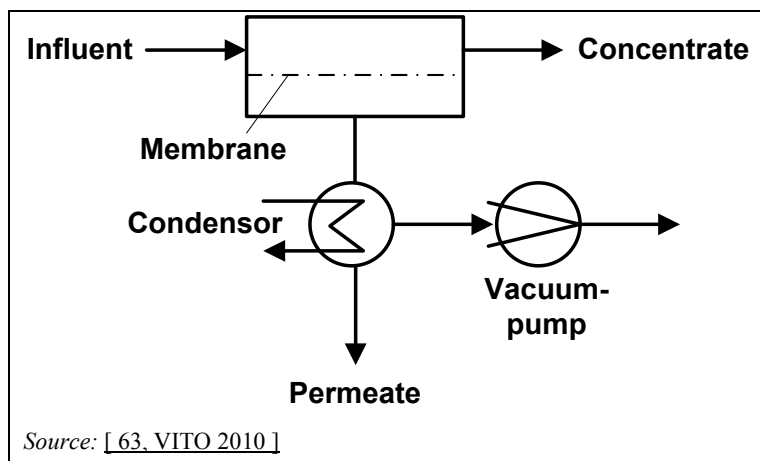 Influent
Concentrate
Membrane
Condensor
Vacuum-
pump
Permeate
Source: [ 63, VITO 2010 ]